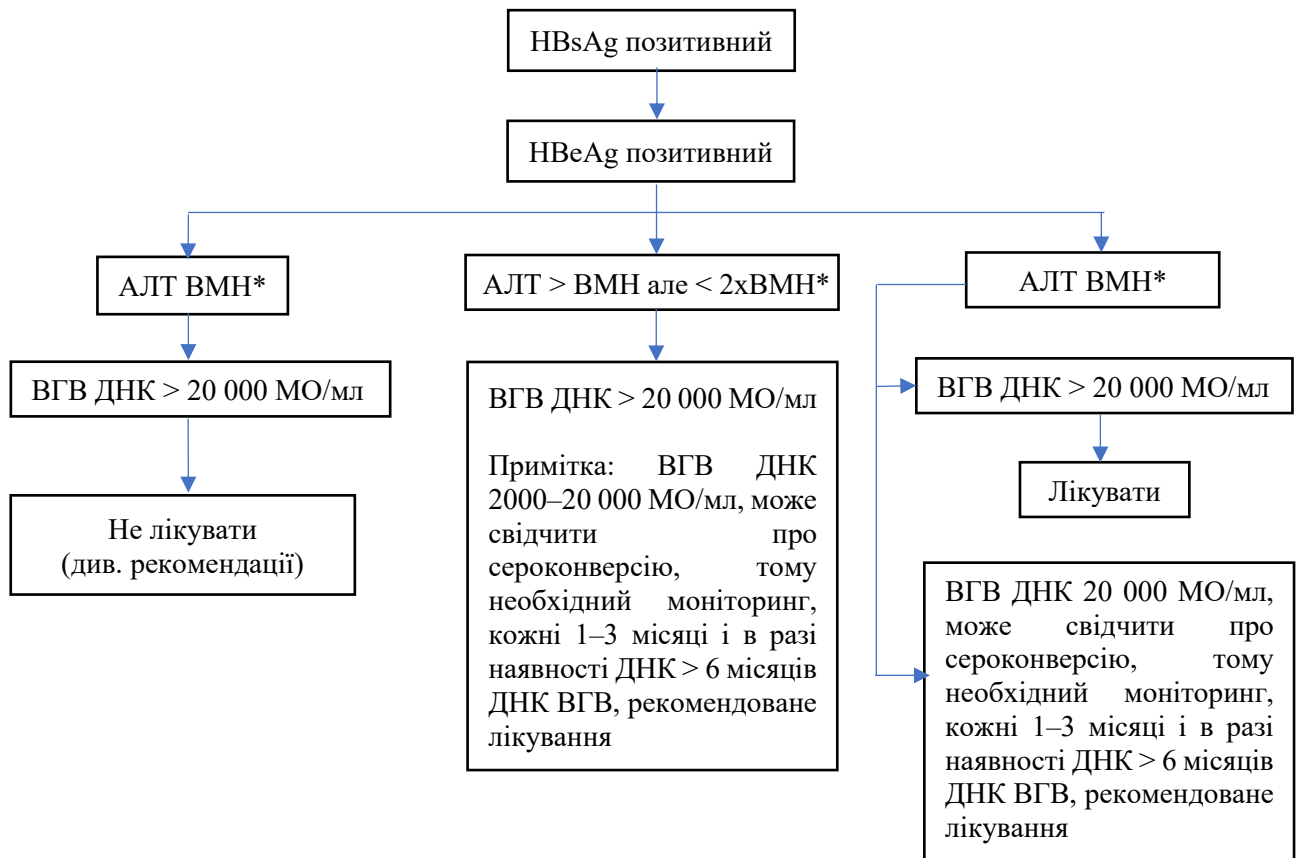 HBsAg позитивний
HBeAg позитивний
АЛТ ВМН*
АЛТ > ВМН але < 2хВМН*
АЛТ ВМН*
ВГВ ДНК > 20 000 МО/мл
Не лікувати
(див. рекомендації)
ВГВ ДНК > 20 000 МО/мл
Примітка: ВГВ ДНК
2000–20 000 МО/мл, може
свідчити про
сероконверсію, тому
необхідний моніторинг,
кожні 1–3 місяці і в разі
наявності ДНК > 6 місяців
ДНК ВГВ, рекомендоване
лікування
ВГВ ДНК > 20 000 МО/мл
Лікувати
ВГВ ДНК 20 000 МО/мл,
може свідчити про
сероконверсію, тому
необхідний моніторинг,
кожні 1–3 місяці і в разі
наявності ДНК > 6 місяців
ДНК ВГВ, рекомендоване
лікування